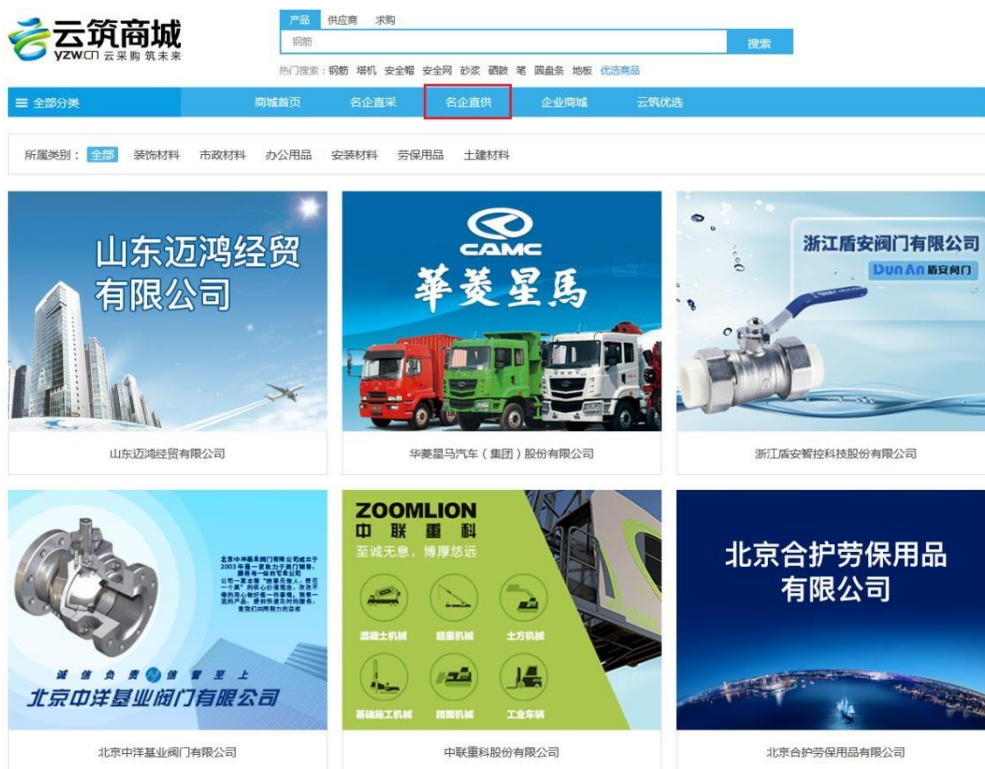 云筑商城
YZW.CN 云采购 筑未来
产品 供应商 求购
钢筋 搜索
热门搜索：钢筋 塔机 安全帽 安全网 砂浆 硒鼓 笔 圆盘条 地板 优选商品
全部分类 商城首页 名企直采 名企直供 企业商城 云筑优选
所属类别： 全部 装饰材料 市政材料 办公用品 安装材料 劳保用品 土建材料
山东迈鸿经贸
有限公司
CAMC
華菱星馬
浙江盾安阀门有限公司
DunAn 盾安阀门
山东迈鸿经贸有限公司
华菱星马汽车（集团）股份有限公司
浙江盾安智控科技股份有限公司
诚信负责 信誉至上
北京中洋基业阀门有限公司
ZOOMLION
中联重科
至诚无息，博厚悠远
混凝土机械 起重机械 土方机械
基础施工机械 路面机械 工业车辆
北京合护劳保用品
有限公司
北京中洋基业阀门有限公司
中联重科股份有限公司
北京合护劳保用品有限公司